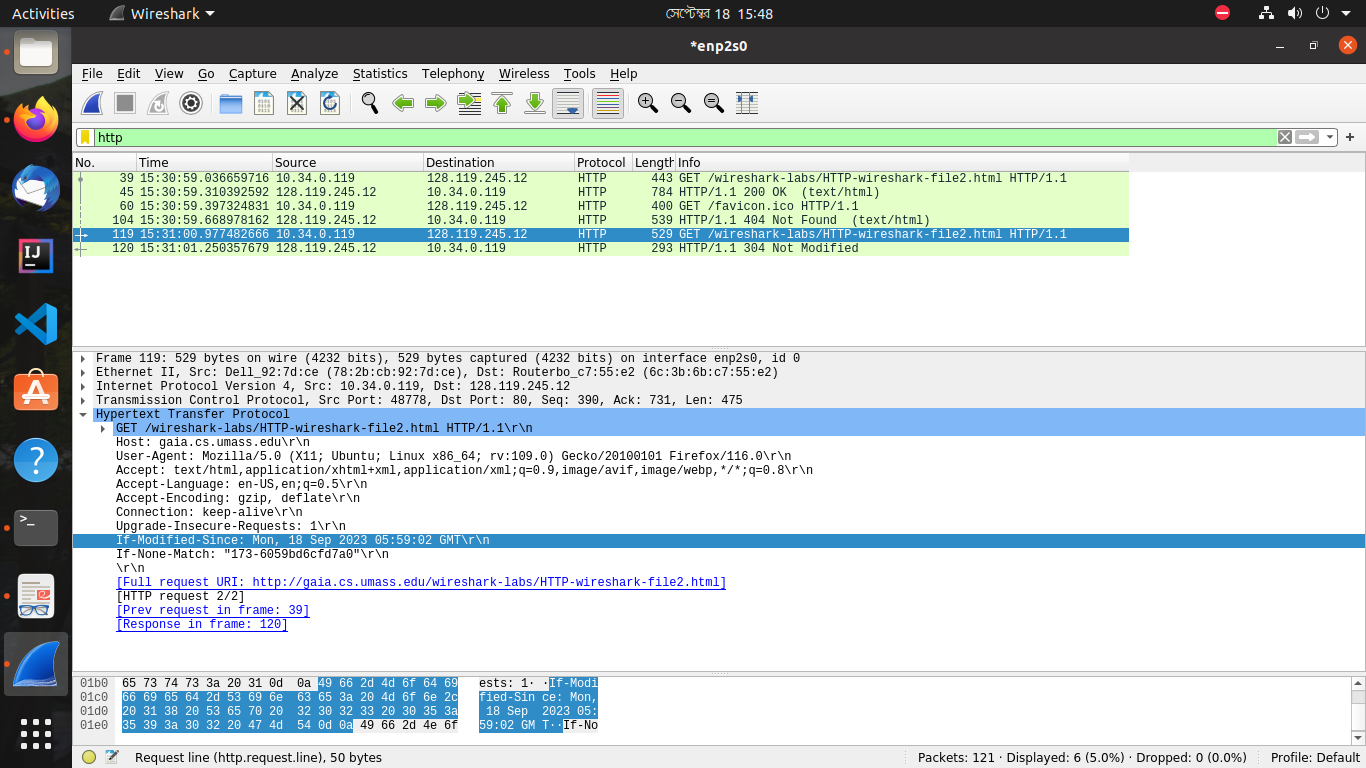 Activities Wireshark সেপ্টেম্বর 18 15:48
*enp2s0
File Edit View Go Capture Analyze Statistics Telephony Wireless Tools Help
http
No. Time Source Destination Protocol Length Info
39 15:30:59.036659716 10.34.0.119 128.119.245.12 HTTP 443 GET /wireshark-labs/HTTP-wireshark-file2.html HTTP/1.1
45 15:30:59.310392592 128.119.245.12 10.34.0.119 HTTP 784 HTTP/1.1 200 OK (text/html)
60 15:30:59.397324831 10.34.0.119 128.119.245.12 HTTP 400 GET /favicon.ico HTTP/1.1
104 15:30:59.668978162 128.119.245.12 10.34.0.119 HTTP 539 HTTP/1.1 404 Not Found (text/html)
119 15:31:00.977482666 10.34.0.119 128.119.245.12 HTTP 529 GET /wireshark-labs/HTTP-wireshark-file2.html HTTP/1.1
120 15:31:01.250357679 128.119.245.12 10.34.0.119 HTTP 293 HTTP/1.1 304 Not Modified
Frame 119: 529 bytes on wire (4232 bits), 529 bytes captured (4232 bits) on interface enp2s0, id 0
Ethernet II, Src: Dell_92:7d:ce (78:2b:cb:92:7d:ce), Dst: Routerbo_c7:55:e2 (6c:3b:6b:c7:55:e2)
Internet Protocol Version 4, Src: 10.34.0.119, Dst: 128.119.245.12
Transmission Control Protocol, Src Port: 48778, Dst Port: 80, Seq: 390, Ack: 731, Len: 475
Hypertext Transfer Protocol
GET /wireshark-labs/HTTP-wireshark-file2.html HTTP/1.1\r\n
Host: gaia.cs.umass.edu\r\n
User-Agent: Mozilla/5.0 (X11; Ubuntu; Linux x86_64; rv:109.0) Gecko/20100101 Firefox/116.0\r\n
Accept: text/html,application/xhtml+xml,application/xml;q=0.9,image/avif,image/webp,*/*;q=0.8\r\n
Accept-Language: en-US,en;q=0.5\r\n
Accept-Encoding: gzip, deflate\r\n
Connection: keep-alive\r\n
Upgrade-Insecure-Requests: 1\r\n
If-Modified-Since: Mon, 18 Sep 2023 05:59:02 GMT\r\n
If-None-Match: "173-6059bd6cfd7a0"\r\n
\r\n
[Full request URI: http://gaia.cs.umass.edu/wireshark-labs/HTTP-wireshark-file2.html]
[HTTP request 2/2]
[Prev request in frame: 39]
[Response in frame: 120]
01b0 65 73 74 73 3a 20 31 0d 0a 49 66 2d 4d 6f 64 69 ests: 1· ·If-Modi
01c0 66 69 65 64 2d 53 69 6e 63 65 3a 20 4d 6f 6e 2c fied-Sin ce: Mon,
01d0 20 31 38 20 53 65 70 20 32 30 32 33 20 30 35 3a 18 Sep 2023 05:
01e0 35 39 3a 30 32 20 47 4d 54 0d 0a 49 66 2d 4e 6f 59:02 GM T··If-No
Request line (http.request.line), 50 bytes Packets: 121 · Displayed: 6 (5.0%) · Dropped: 0 (0.0%) Profile: Default